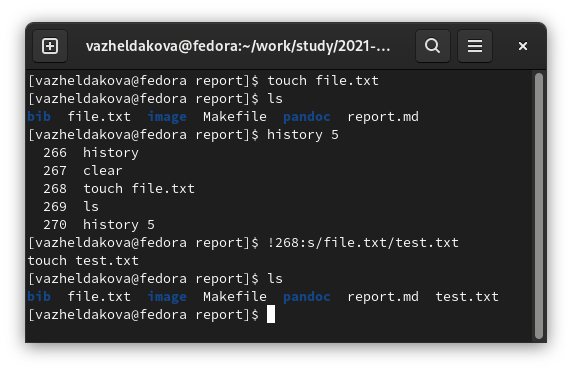 vazheldakova@fedora:~/work/study/2021-...
[vazheldakova@fedora report]$ touch file.txt
[vazheldakova@fedora report]$ ls
bib  file.txt  image  Makefile  pandoc  report.md
[vazheldakova@fedora report]$ history 5
  266  history
  267  clear
  268  touch file.txt
  269  ls
  270  history 5
[vazheldakova@fedora report]$ !268:s/file.txt/test.txt
touch test.txt
[vazheldakova@fedora report]$ ls
bib  file.txt  image  Makefile  pandoc  report.md  test.txt
[vazheldakova@fedora report]$